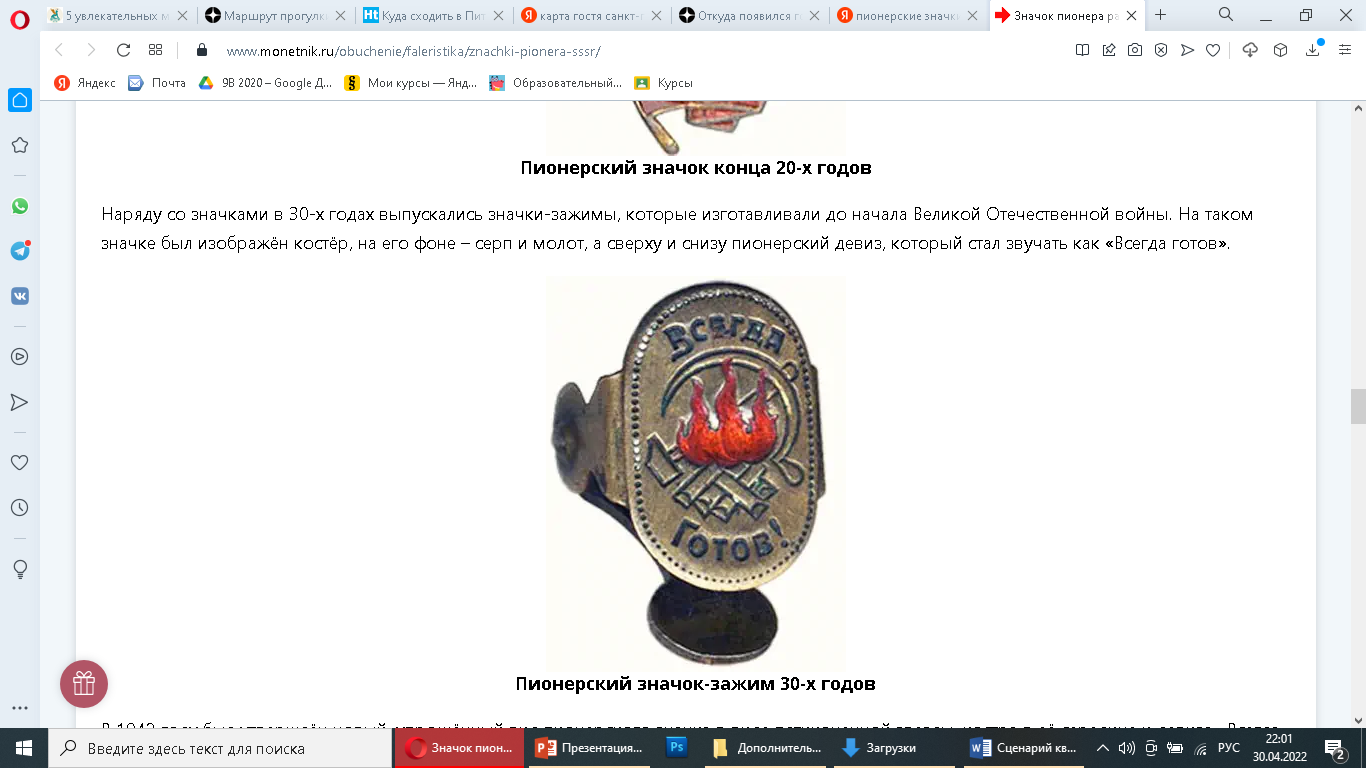 5 увлекательных м
Маршрут прогулк
Куда сходить в Пит
карта гостя санкт-п
Откуда появился г
пионерские значки
Значок пионера ра
www.monetnik.ru/obuchenie/faleristika/znachki-pionera-sssr/
Яндекс
Почта
9В 2020 – Google Д...
Мои курсы — Янд...
Образовательный...
Курсы
Пионерский значок конца 20-х годов
Наряду со значками в 30-х годах выпускались значки-зажимы, которые изготавливали до начала Великой Отечественной войны. На таком
значке был изображён костёр, на его фоне – серп и молот, а сверху и снизу пионерский девиз, который стал звучать как «Всегда готов».
Всегда
Готов!
Пионерский значок-зажим 30-х годов
Введите здесь текст для поиска
Значок пион...
Презентация...
Ps
Дополнитель...
Загрузки
Сценарий кв...
РУС
22:01
30.04.2022
2